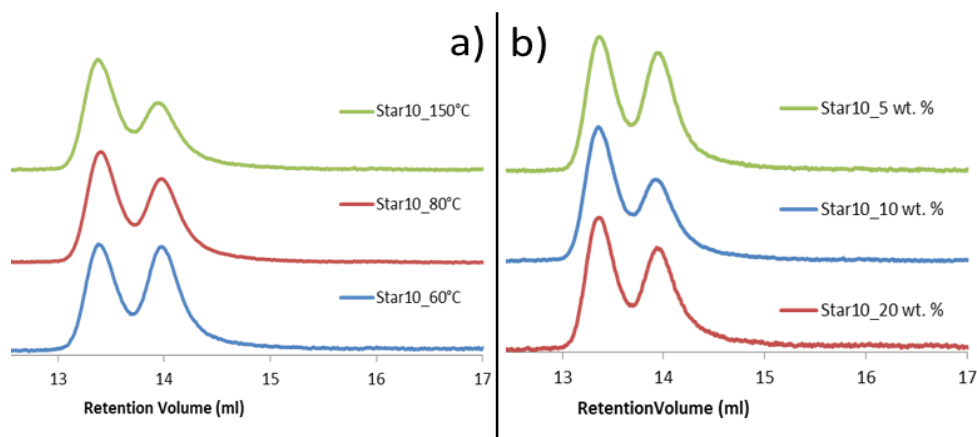 a)
Star10_150°C
Star10_80°C
Star10_60°C
13 14 15 16 17
Retention Volume (ml)
b)
Star10_5 wt. %
Star10_10 wt. %
Star10_20 wt. %
13 14 15 16 17
RetentionVolume (ml)